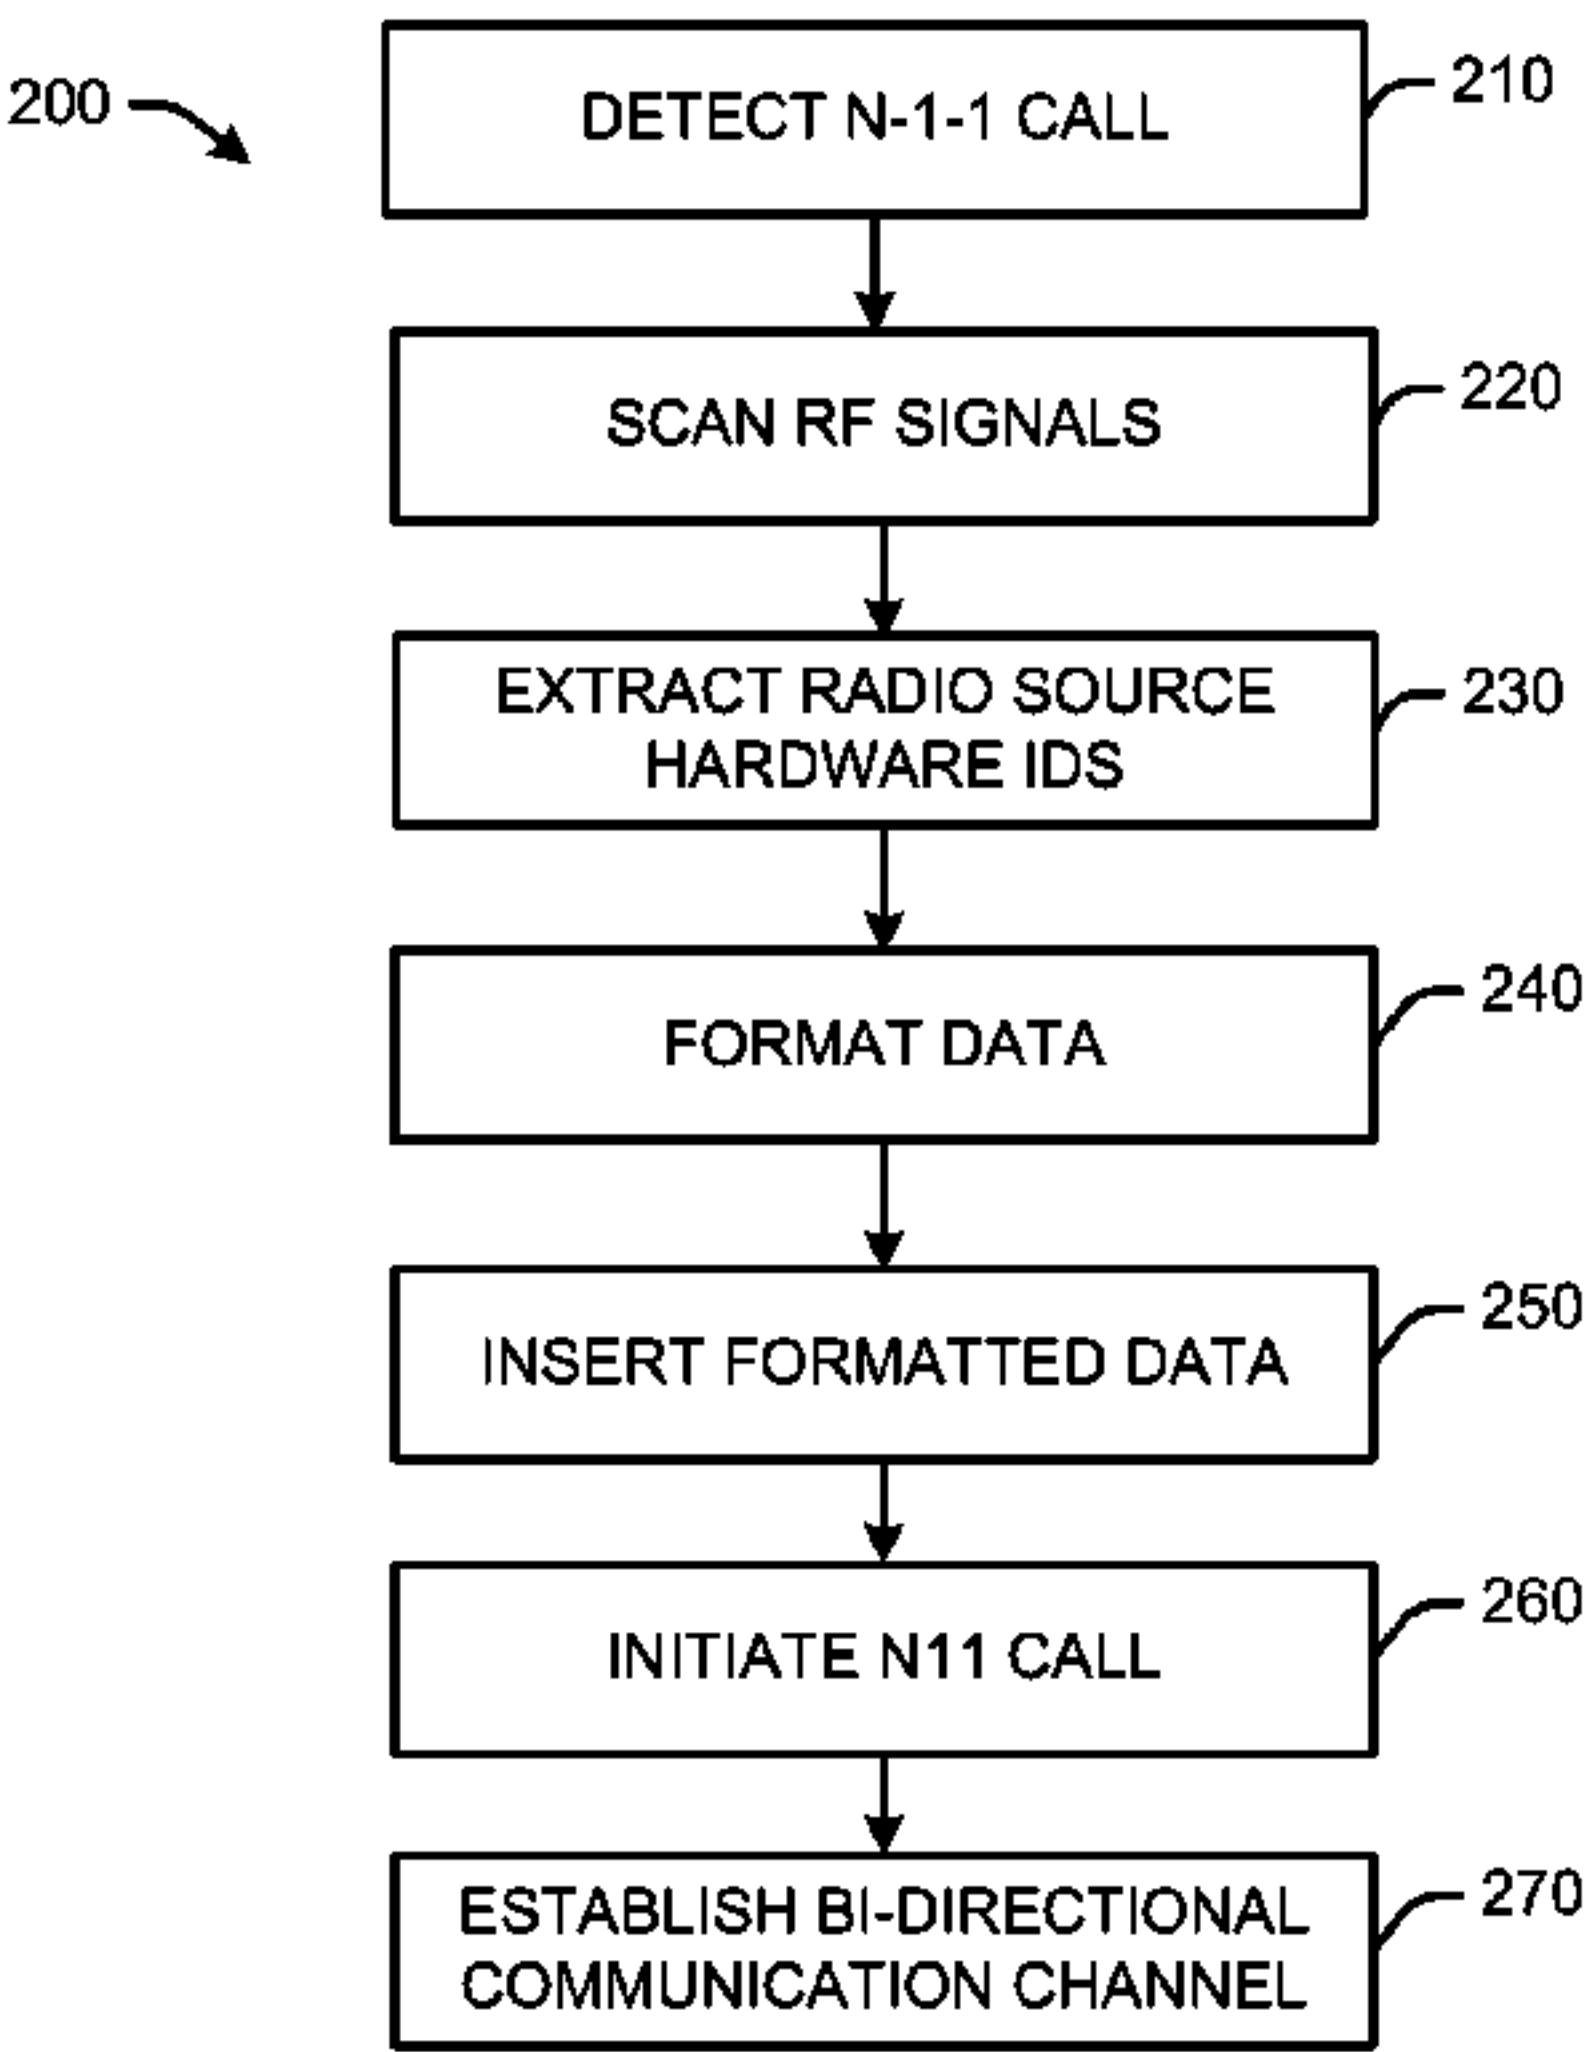 200
DETECT N-1-1 CALL
210
SCAN RF SIGNALS
220
EXTRACT RADIO SOURCE
HARDWARE IDS
230
FORMAT DATA
240
INSERT FORMATTED DATA
250
INITIATE N11 CALL
260
ESTABLISH BI-DIRECTIONAL
COMMUNICATION CHANNEL
270